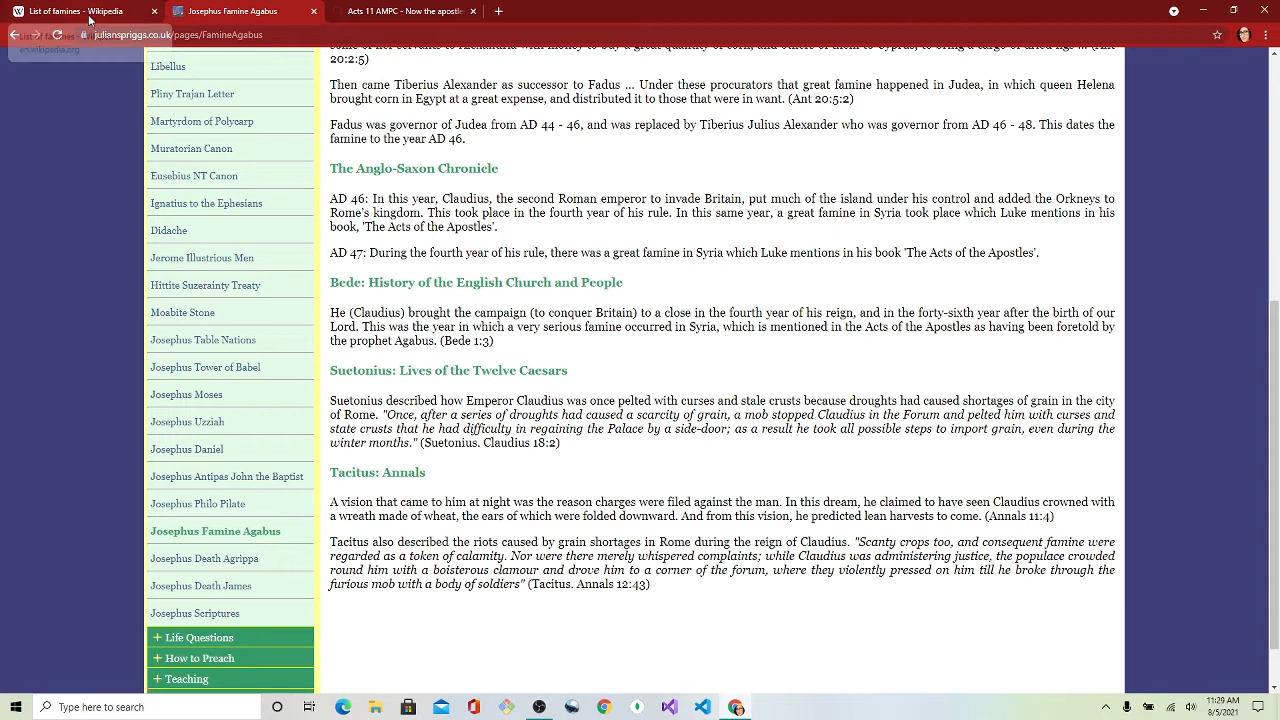 List of famines - Wikipedia
Josephus Famine Agabus
Acts 11 AMPC - Now the apostles
julianspriggs.co.uk/pages/FamineAgabus
List of famines - Wikipedia
en.wikipedia.org
Libellus
Pliny Trajan Letter
Martyrdom of Polycarp
Muratorian Canon
Eusebius NT Canon
Ignatius to the Ephesians
Didache
Jerome Illustrious Men
Hittite Suzerainty Treaty
Moabite Stone
Josephus Table Nations
Josephus Tower of Babel
Josephus Moses
Josephus Uzziah
Josephus Daniel
Josephus Antipas John the Baptist
Josephus Philo Pilate
Josephus Famine Agabus
Josephus Death Agrippa
Josephus Death James
Josephus Scriptures
+ Life Questions
+ How to Preach
+ Teaching
20:2:5)
Then came Tiberius Alexander as successor to Fadus ... Under these procurators that great famine happened in Judea, in which queen Helena
brought corn in Egypt at a great expense, and distributed it to those that were in want. (Ant 20:5:2)
Fadus was governor of Judea from AD 44 - 46, and was replaced by Tiberius Julius Alexander who was governor from AD 46 - 48. This dates the
famine to the year AD 46.
The Anglo-Saxon Chronicle
AD 46: In this year, Claudius, the second Roman emperor to invade Britain, put much of the island under his control and added the Orkneys to
Rome's kingdom. This took place in the fourth year of his rule. In this same year, a great famine in Syria took place which Luke mentions in his
book, 'The Acts of the Apostles'.
AD 47: During the fourth year of his rule, there was a great famine in Syria which Luke mentions in his book 'The Acts of the Apostles'.
Bede: History of the English Church and People
He (Claudius) brought the campaign (to conquer Britain) to a close in the fourth year of his reign, and in the forty-sixth year after the birth of our
Lord. This was the year in which a very serious famine occurred in Syria, which is mentioned in the Acts of the Apostles as having been foretold by
the prophet Agabus. (Bede 1:3)
Suetonius: Lives of the Twelve Caesars
Suetonius described how Emperor Claudius was once pelted with curses and stale crusts because droughts had caused shortages of grain in the city
of Rome. "Once, after a series of droughts had caused a scarcity of grain, a mob stopped Claudius in the Forum and pelted him with curses and
state crusts that he had difficulty in regaining the Palace by a side-door; as a result he took all possible steps to import grain, even during the
winter months." (Suetonius. Claudius 18:2)
Tacitus: Annals
A vision that came to him at night was the reason charges were filed against the man. In this dream, he claimed to have seen Claudius crowned with
a wreath made of wheat, the ears of which were folded downward. And from this vision, he predicted lean harvests to come. (Annals 11:4)
Tacitus also described the riots caused by grain shortages in Rome during the reign of Claudius. "Scanty crops too, and consequent famine were
regarded as a token of calamity. Nor were there merely whispered complaints; while Claudius was administering justice, the populace crowded
round him with a boisterous clamour and drove him to a corner of the forum, where they violently pressed on him till he broke through the
furious mob with a body of soldiers" (Tacitus. Annals 12:43)
Type here to search
11:29 AM
8/5/2021